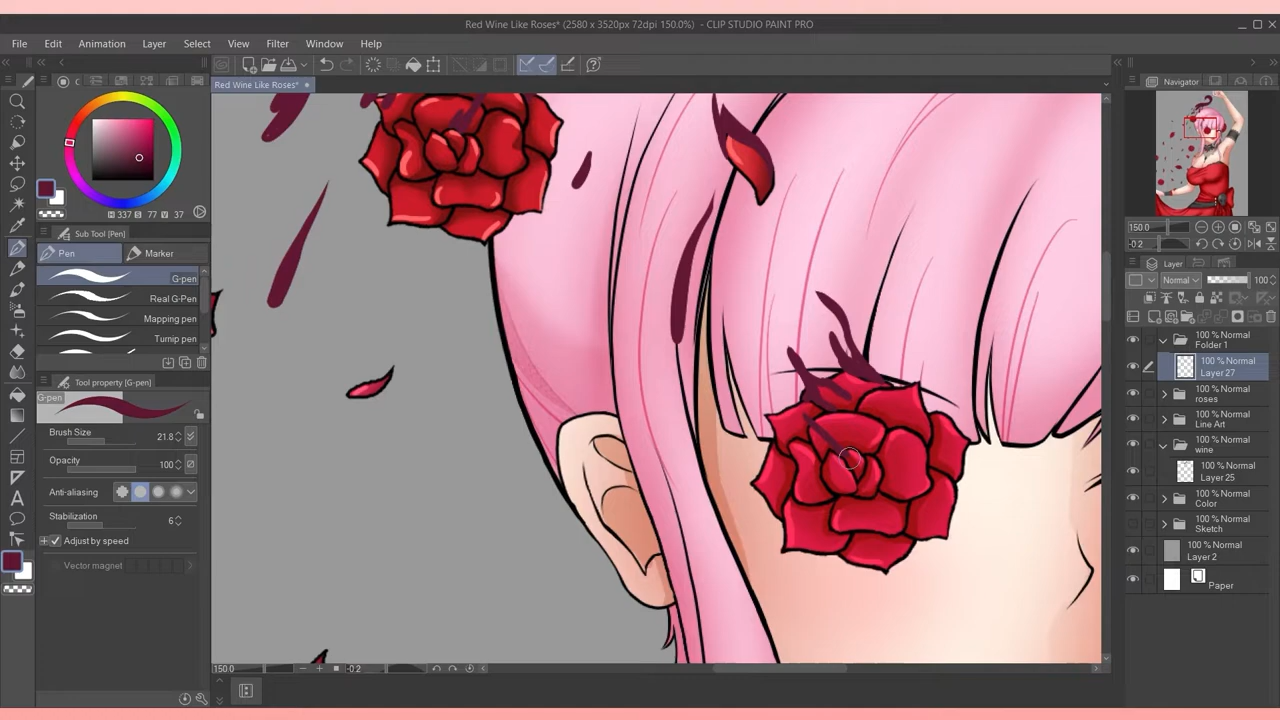 Red Wine Like Roses* (2580 x 3520px 72dpi 150.0%) - CLIP STUDIO PAINT PRO
File Edit Animation Layer Select View Filter Window Help
Red Wine Like Roses*
Navigator
H 337 S 77 V 37
Sub Tool [Pen]
Pen Marker
G-pen
Real G-Pen
Mapping pen
Turnip pen
Tool property [G-pen]
G-pen
Brush Size 21.8
Opacity 100
Anti-aliasing
Stabilization 6
Adjust by speed
Vector magnet
150.0
-0.2
150.0
-0.2
Layer
Normal 100
100 % Normal
Folder 1
100 % Normal
Layer 27
100 % Normal
roses
100 % Normal
Line Art
100 % Normal
wine
100 % Normal
Layer 25
100 % Normal
Color
100 % Normal
Sketch
100 % Normal
Layer 2
Paper